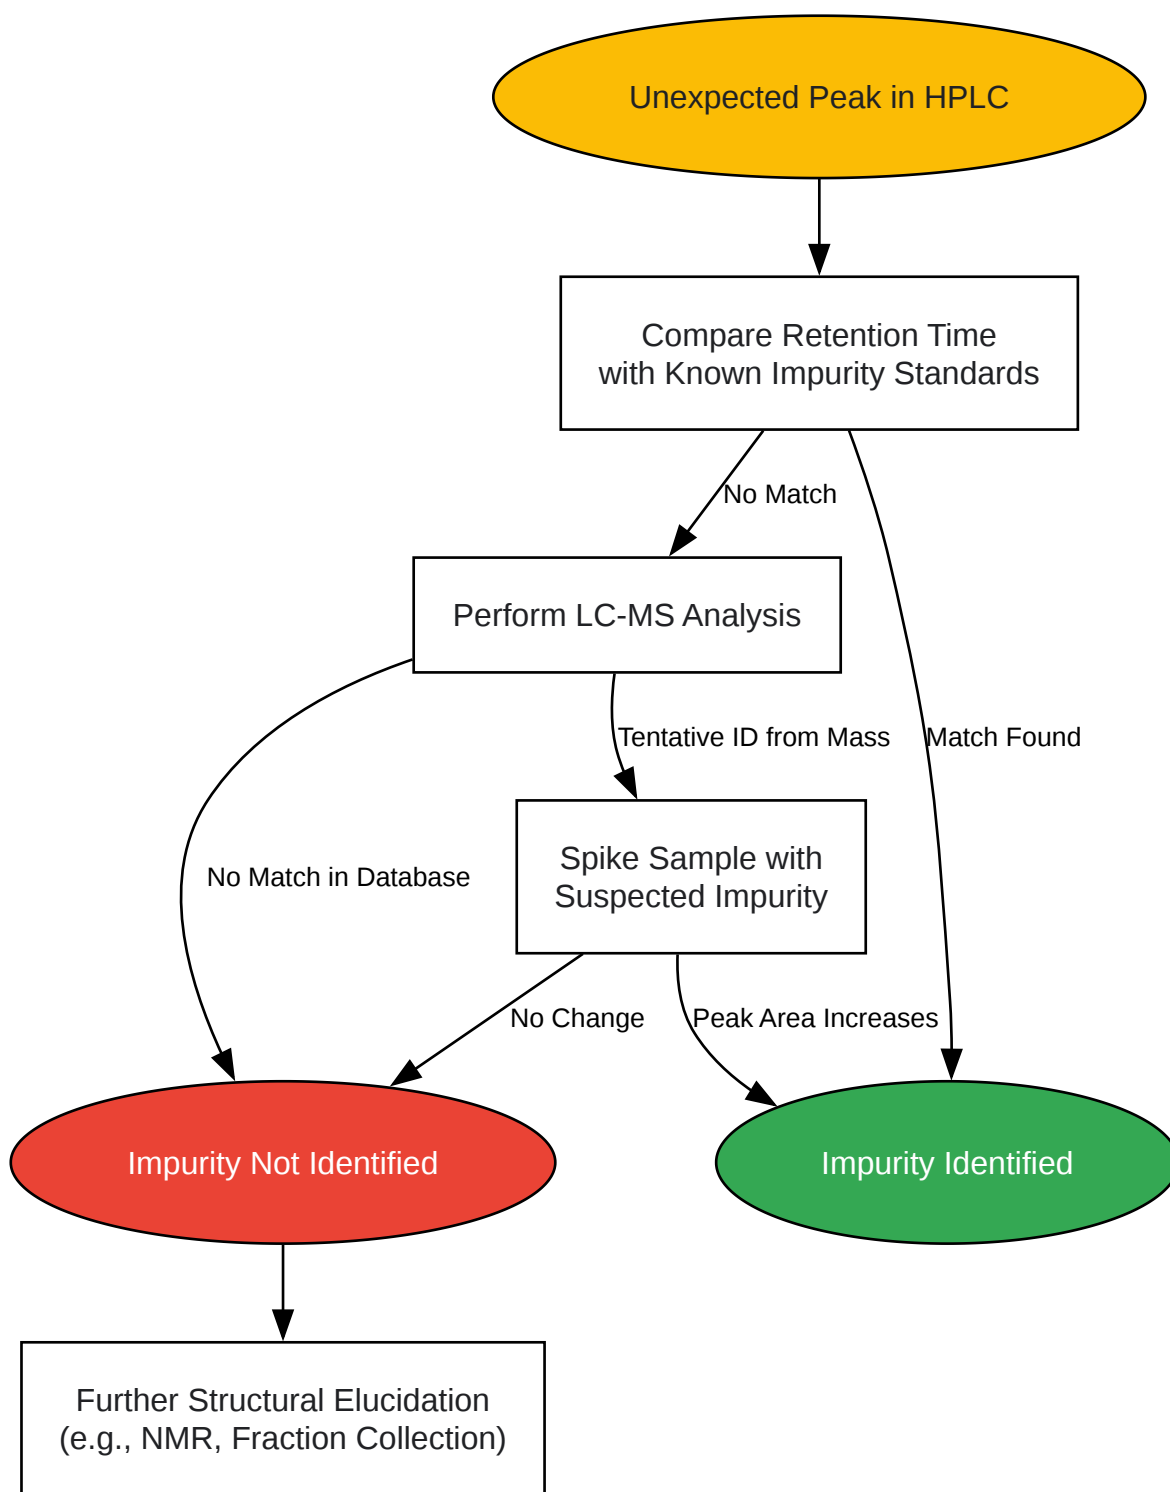 Unexpected Peak in HPLC
Compare Retention Time
with Known Impurity Standards
No Match
Perform LC-MS Analysis
Tentative ID from Mass
Match Found
Spike Sample with
Suspected Impurity
No Match in Database
No Change
Peak Area Increases
Impurity Not Identified
Impurity Identified
Further Structural Elucidation
(e.g., NMR, Fraction Collection)